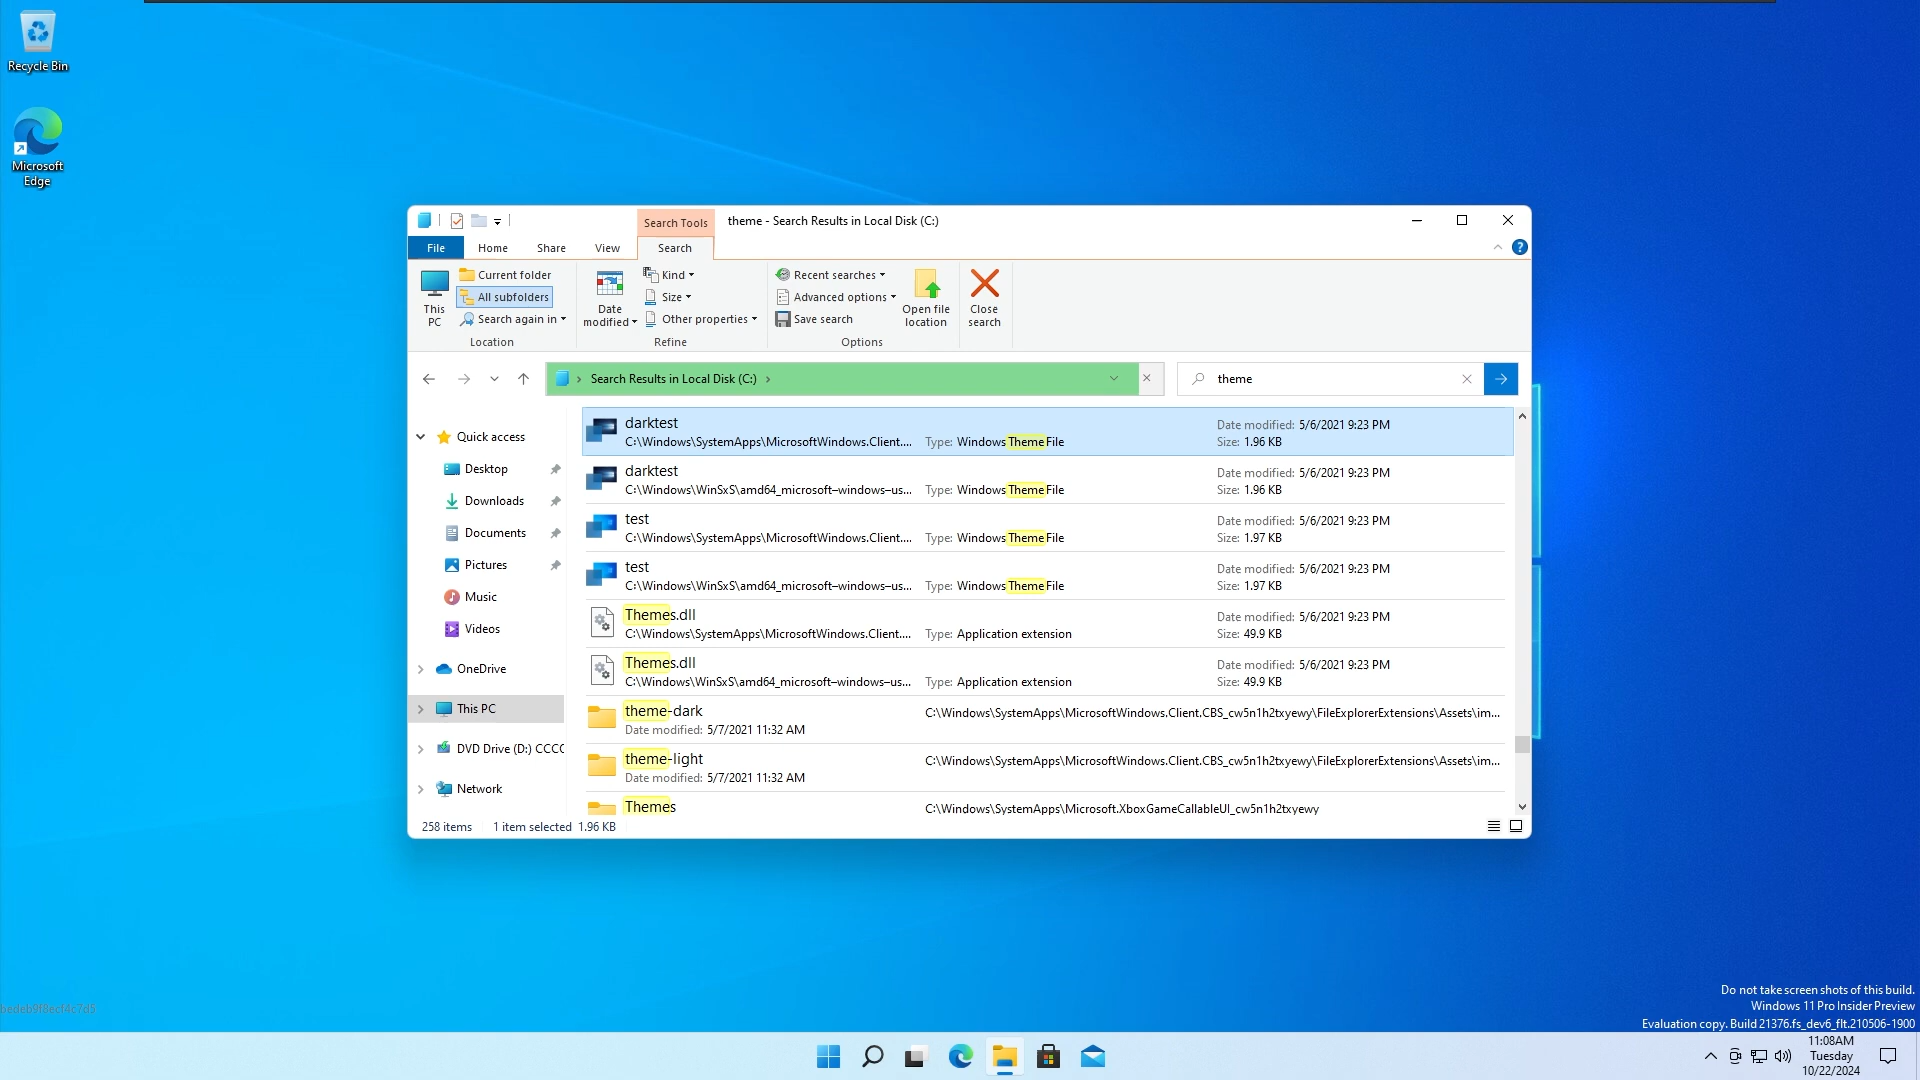 Recycle Bin
Microsoft
Edge
Search Tools
theme - Search Results in Local Disk (C:)
File
Home
Share
View
Search
This
PC
Current folder
All subfolders
Search again in
Location
Date
modified
Kind
Size
Other properties
Refine
Recent searches
Advanced options
Save search
Options
Open file
location
Close
search
Search Results in Local Disk (C:)
theme
Quick access
Desktop
Downloads
Documents
Pictures
Music
Videos
OneDrive
This PC
DVD Drive (D:) CCCC
Network
darktest
Date modified: 5/6/2021 9:23 PM
C:\Windows\SystemApps\MicrosoftWindows.Client.... Type: Windows Theme File
Size: 1.96 KB
darktest
Date modified: 5/6/2021 9:23 PM
C:\Windows\WinSxS\amd64_microsoft-windows-us... Type: Windows Theme File
Size: 1.96 KB
test
Date modified: 5/6/2021 9:23 PM
C:\Windows\SystemApps\MicrosoftWindows.Client.... Type: Windows Theme File
Size: 1.97 KB
test
Date modified: 5/6/2021 9:23 PM
C:\Windows\WinSxS\amd64_microsoft-windows-us... Type: Windows Theme File
Size: 1.97 KB
Themes.dll
Date modified: 5/6/2021 9:23 PM
C:\Windows\SystemApps\MicrosoftWindows.Client.... Type: Application extension
Size: 49.9 KB
Themes.dll
Date modified: 5/6/2021 9:23 PM
C:\Windows\WinSxS\amd64_microsoft-windows-us... Type: Application extension
Size: 49.9 KB
theme-dark
C:\Windows\SystemApps\MicrosoftWindows.Client.CBS_cw5n1h2txyewy\FileExplorerExtensions\Assets\im...
Date modified: 5/7/2021 11:32 AM
theme-light
C:\Windows\SystemApps\MicrosoftWindows.Client.CBS_cw5n1h2txyewy\FileExplorerExtensions\Assets\im...
Date modified: 5/7/2021 11:32 AM
Themes
C:\Windows\SystemApps\Microsoft.XboxGameCallableUI_cw5n1h2txyewy
258 items
1 item selected 1.96 KB
Do not take screen shots of this build.
Windows 11 Pro Insider Preview
Evaluation copy. Build 21376.fs_dev6_flt.210506-1900
11:08AM
Tuesday
10/22/2024